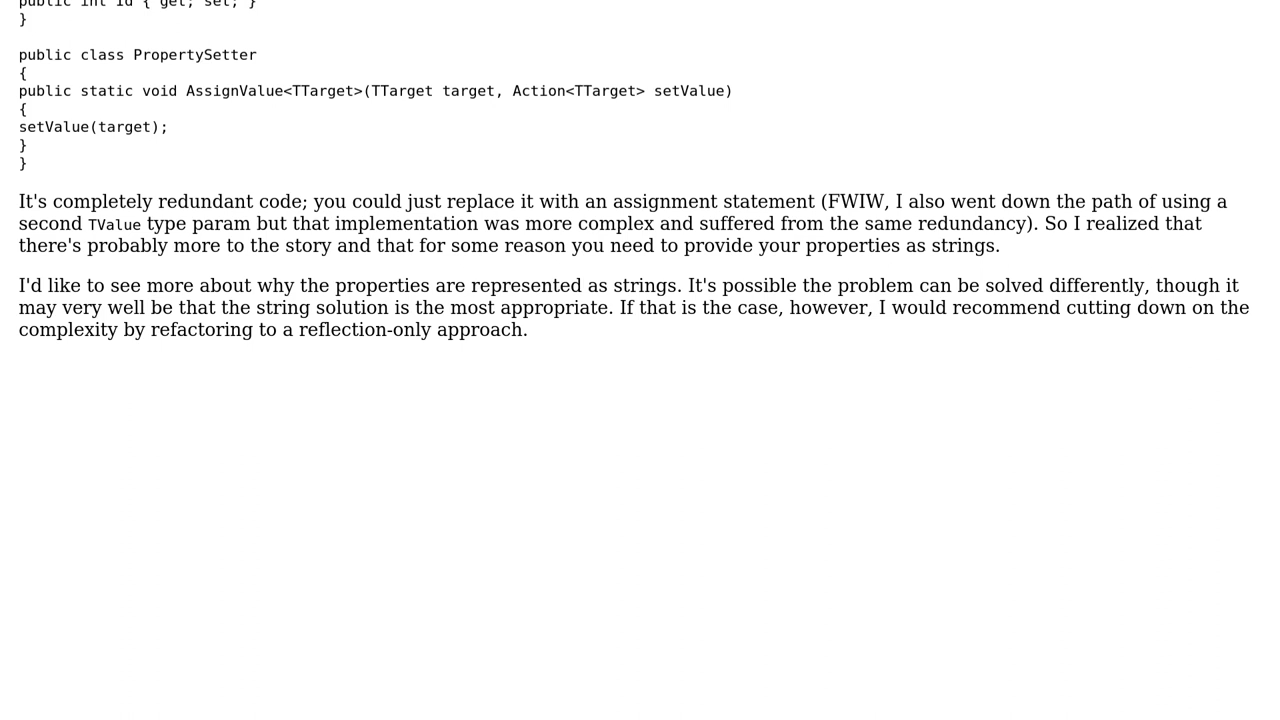 public int Id { get; set; }
}
public class PropertySetter
{
public static void AssignValue<TTarget>(TTarget target, Action<TTarget> setValue)
{
setValue(target);
}
}
It's completely redundant code; you could just replace it with an assignment statement (FWIW, I also went down the path of using a
second TValue type param but that implementation was more complex and suffered from the same redundancy). So I realized that
there's probably more to the story and that for some reason you need to provide your properties as strings.
I'd like to see more about why the properties are represented as strings. It's possible the problem can be solved differently, though it
may very well be that the string solution is the most appropriate. If that is the case, however, I would recommend cutting down on the
complexity by refactoring to a reflection-only approach.